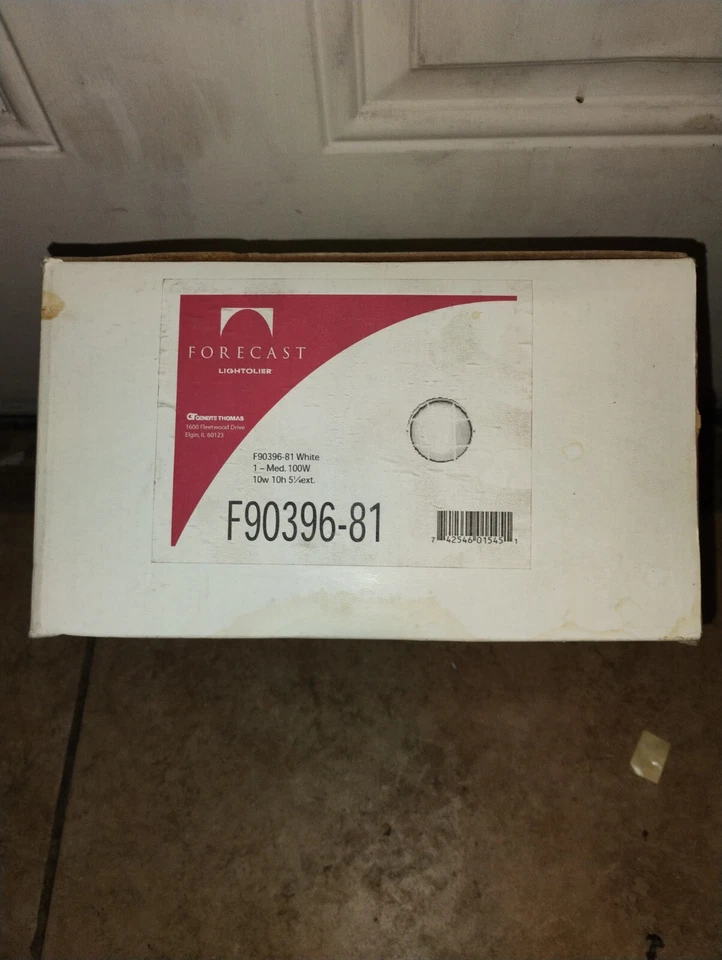 FORECAST
LIGHTOLIER
GT GENLYTE THOMAS
1600 Fleetwood Drive
Elgin, IL 60123
F90396-81 White
1 – Med. 100W
10w 10h 5¼ext.
F90396-81
7 42546 01545 1